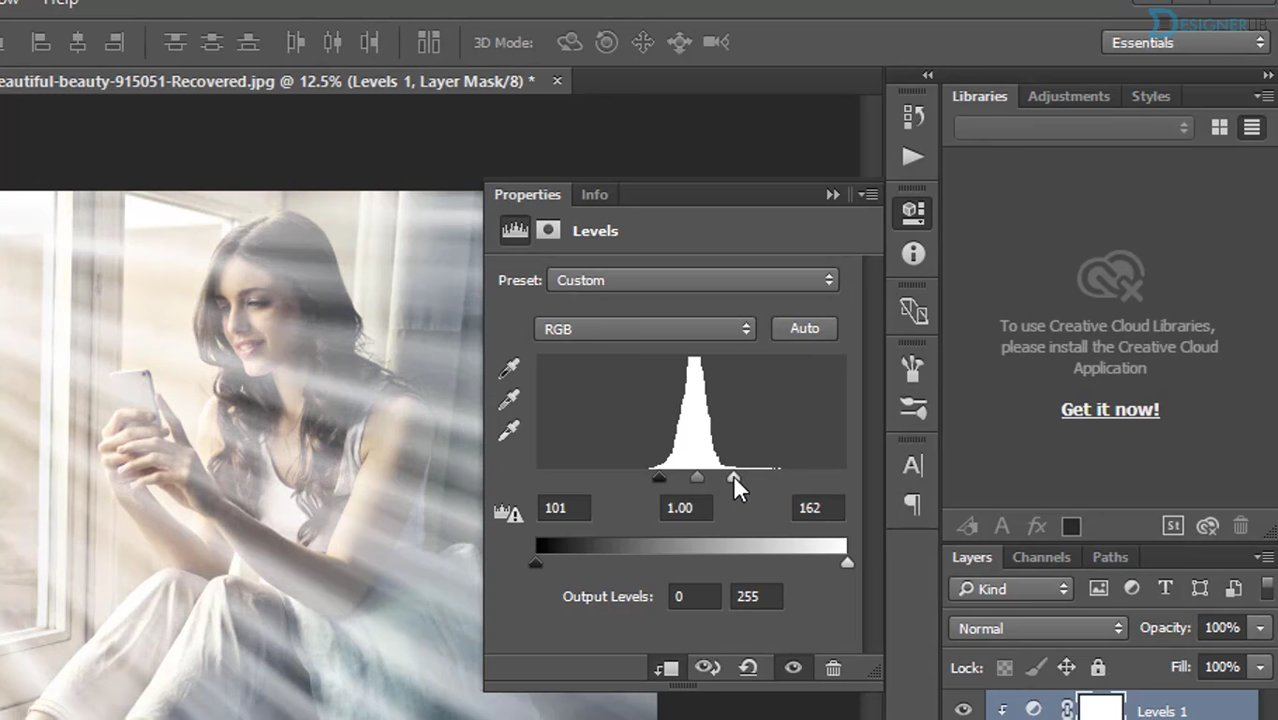 Help
DESIGNER
3D Mode:
Essentials
eautiful-beauty-915051-Recovered.jpg @ 12.5% (Levels 1, Layer Mask/8) *
Libraries Adjustments Styles
Properties Info
Levels
Preset: Custom
RGB Auto
To use Creative Cloud Libraries,
please install the Creative Cloud
Application
Get it now!
101 1.00 162
Output Levels: 0 255
A
St
fx
Layers Channels Paths
Kind
T
Normal Opacity: 100%
Lock: Fill: 100%
Levels 1